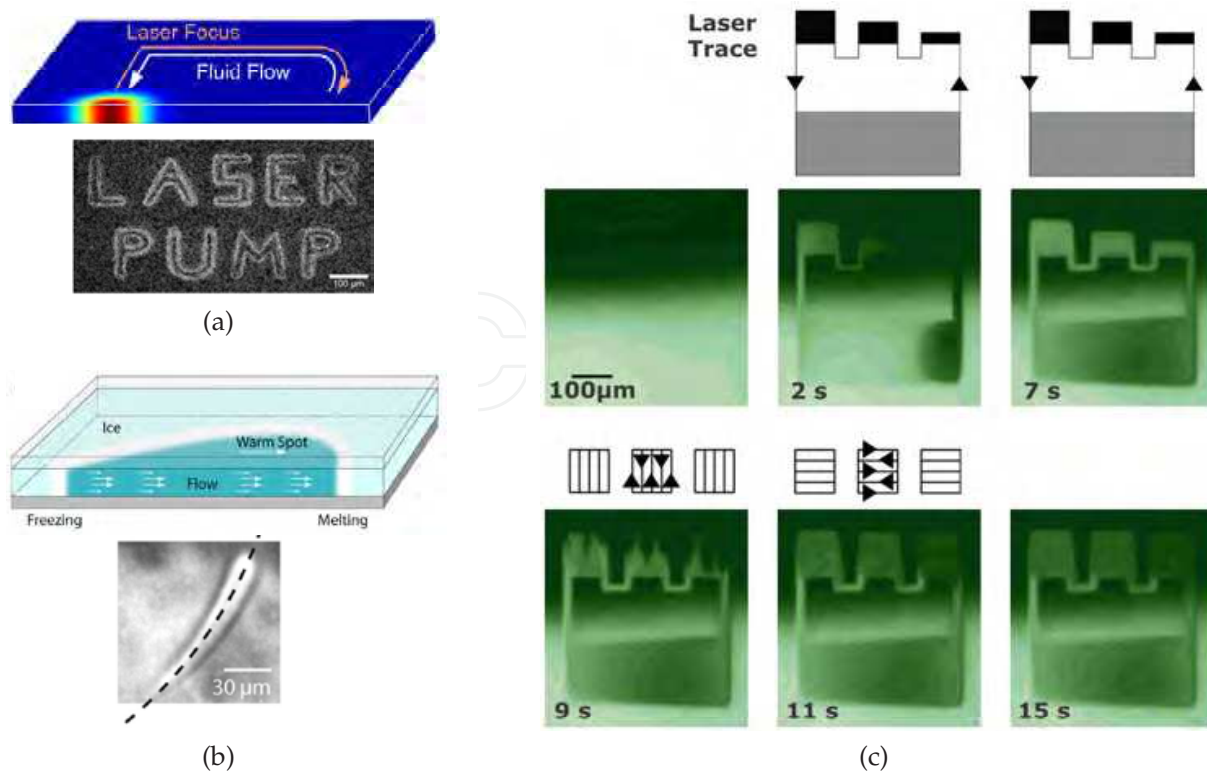 Laser Focus
Fluid Flow
LASER
PUMP
100 µm
(a)
Ice
Warm Spot
Flow
Freezing
Melting
30 µm
(b)
Laser
Trace
100µm
2 s
7 s
9 s
11 s
15 s
(c)